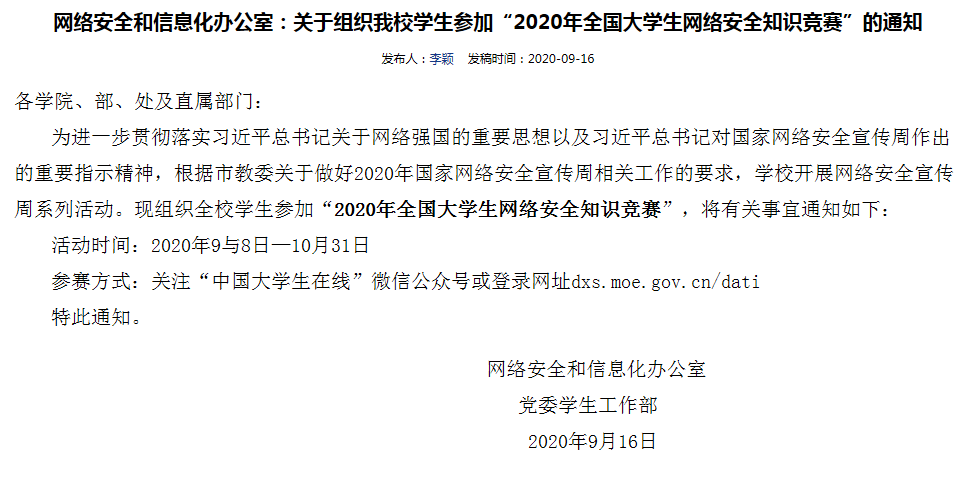 网络安全和信息化办公室：关于组织我校学生参加“2020年全国大学生网络安全知识竞赛”的通知
发布人：李颖 发稿时间：2020-09-16
各学院、部、处及直属部门：
为进一步贯彻落实习近平总书记关于网络强国的重要思想以及习近平总书记对国家网络安全宣传周作出
的重要指示精神，根据市教委关于做好2020年国家网络安全宣传周相关工作的要求，学校开展网络安全宣传
周系列活动。现组织全校学生参加“2020年全国大学生网络安全知识竞赛”，将有关事宜通知如下：
活动时间：2020年9与8日—10月31日
参赛方式：关注“中国大学生在线”微信公众号或登录网址dxs.moe.gov.cn/dati
特此通知。
网络安全和信息化办公室
党委学生工作部
2020年9月16日